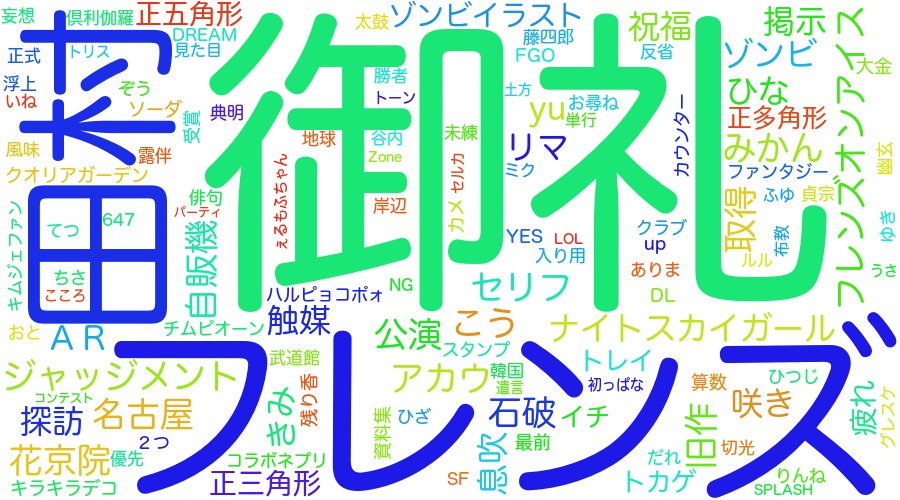 妄想
倶利伽羅
正五角形
太鼓
ゾンビイラスト
祝福
掲示
村田
御礼
正式
トリス
DREAM
見た目
藤四郎
FGO
反省
ゾンビ
大金
浮上
ぞう
勝者
土方
お尋ね
ひな
いね
ソーダ
受賞
典明
トーン
yu
単行
カウンター
正多角形
フレンズオンアイス
風味
露伴
地球
谷内
未練
リマ
みかん
クオリアガーデン
Zone
セルカ
ミク
ファンタジー
幽玄
俳句
ぇるもふちゃん
カメ
取得
ふゆ
貞宗
キムジェファン
てつ
647
パーティ
岸辺
クラブ
布教
ゆき
自販機
YES
LOL
up
入り用
ルル
ちさ
こころ
NG
セリフ
ありま
うさ
ハルピョコポォ
DL
おと
AR
チムピオーン
触媒
公演
こう
ナイトスカイガール
フレンズ
武道館
スタンプ
トレイ
ジャッジメント
残り香
アカウ
韓国
遺言
初っぱな
算数
ひつじ
コンテスト
探訪
名古屋
きみ
資料集
ひざ
石破
イチ
旧作
咲き
疲れ
グレスケ
2つ
最前
花京院
優先
コラボネプリ
息吹
だれ
切光
キラキラデコ
正三角形
SF
トカゲ
りんね
SPLASH